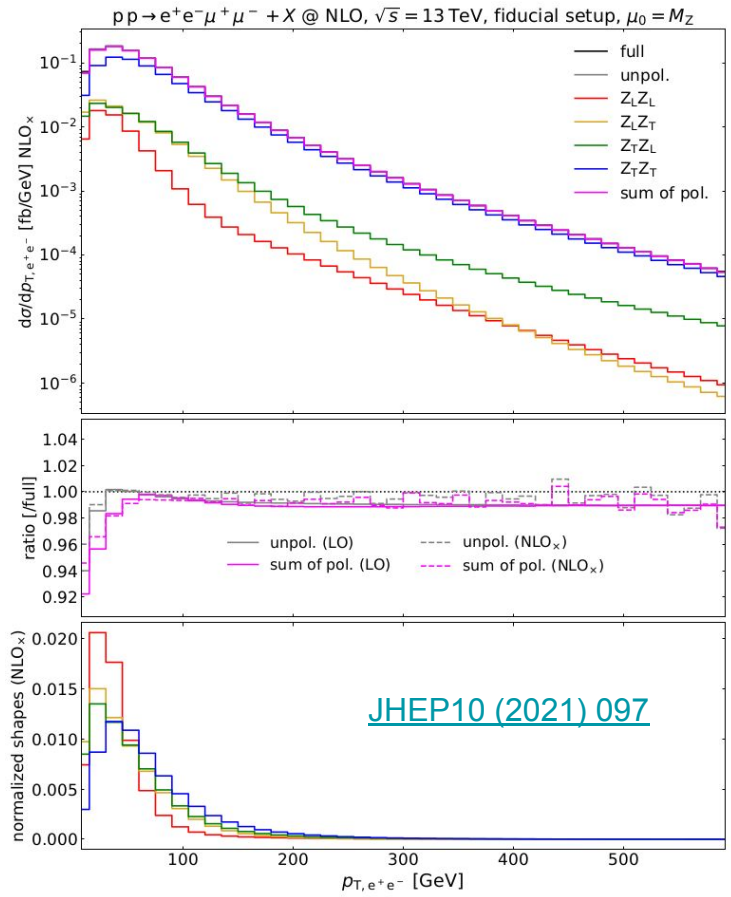 pp→e⁺e⁻μ⁺μ⁻ + X @ NLO, √s = 13 TeV, fiducial setup, μ₀ = M_Z
dσ/dp_T,e⁺e⁻ [fb/GeV] NLO×
10⁻¹
10⁻²
10⁻³
10⁻⁴
10⁻⁵
10⁻⁶
full
unpol.
Z_LZ_L
Z_LZ_T
Z_TZ_L
Z_TZ_T
sum of pol.
ratio [/full]
1.04
1.02
1.00
0.98
0.96
0.94
0.92
unpol. (LO)
sum of pol. (LO)
unpol. (NLO×)
sum of pol. (NLO×)
normalized shapes (NLO×)
0.020
0.015
0.010
0.005
0.000
JHEP10 (2021) 097
100 200 300 400 500
p_T,e⁺e⁻ [GeV]